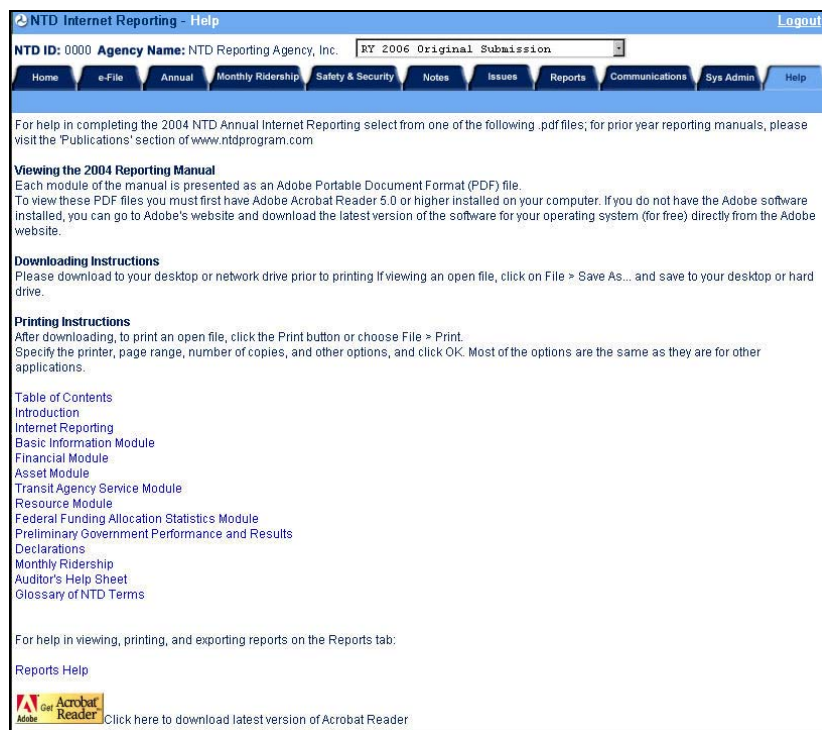 NTD Internet Reporting - Help Logout
NTD ID: 0000 Agency Name: NTD Reporting Agency, Inc. RY 2006 Original Submission
Home e-File Annual Monthly Ridership Safety & Security Notes Issues Reports Communications Sys Admin Help
For help in completing the 2004 NTD Annual Internet Reporting select from one of the following .pdf files; for prior year reporting manuals, please
visit the 'Publications' section of www.ntdprogram.com
Viewing the 2004 Reporting Manual
Each module of the manual is presented as an Adobe Portable Document Format (PDF) file.
To view these PDF files you must first have Adobe Acrobat Reader 5.0 or higher installed on your computer. If you do not have the Adobe software
installed, you can go to Adobe's website and download the latest version of the software for your operating system (for free) directly from the Adobe
website.
Downloading Instructions
Please download to your desktop or network drive prior to printing If viewing an open file, click on File > Save As... and save to your desktop or hard
drive.
Printing Instructions
After downloading, to print an open file, click the Print button or choose File > Print.
Specify the printer, page range, number of copies, and other options, and click OK. Most of the options are the same as they are for other
applications.
Table of Contents
Introduction
Internet Reporting
Basic Information Module
Financial Module
Asset Module
Transit Agency Service Module
Resource Module
Federal Funding Allocation Statistics Module
Preliminary Government Performance and Results
Declarations
Monthly Ridership
Auditor's Help Sheet
Glossary of NTD Terms
For help in viewing, printing, and exporting reports on the Reports tab:
Reports Help
Adobe Get Acrobat Reader Click here to download latest version of Acrobat Reader